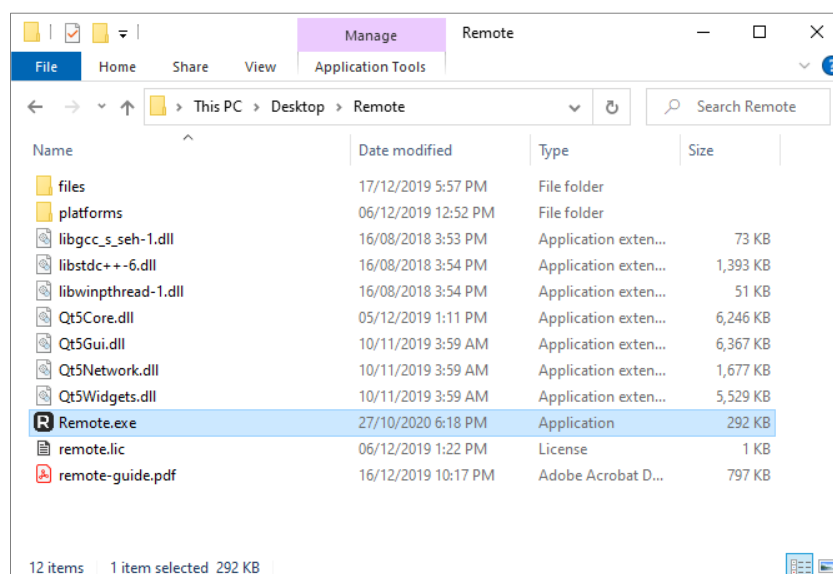 Manage Remote
File Home Share View Application Tools ?
This PC > Desktop > Remote Search Remote
Name Date modified Type Size
files 17/12/2019 5:57 PM File folder
platforms 06/12/2019 12:52 PM File folder
libgcc_s_seh-1.dll 16/08/2018 3:53 PM Application exten... 73 KB
libstdc++-6.dll 16/08/2018 3:54 PM Application exten... 1,393 KB
libwinpthread-1.dll 16/08/2018 3:54 PM Application exten... 51 KB
Qt5Core.dll 05/12/2019 1:11 PM Application exten... 6,246 KB
Qt5Gui.dll 10/11/2019 3:59 AM Application exten... 6,367 KB
Qt5Network.dll 10/11/2019 3:59 AM Application exten... 1,677 KB
Qt5Widgets.dll 10/11/2019 3:59 AM Application exten... 5,529 KB
R Remote.exe 27/10/2020 6:18 PM Application 292 KB
remote.lic 06/12/2019 1:22 PM License 1 KB
remote-guide.pdf 16/12/2019 10:17 PM Adobe Acrobat D... 797 KB
12 items 1 item selected 292 KB